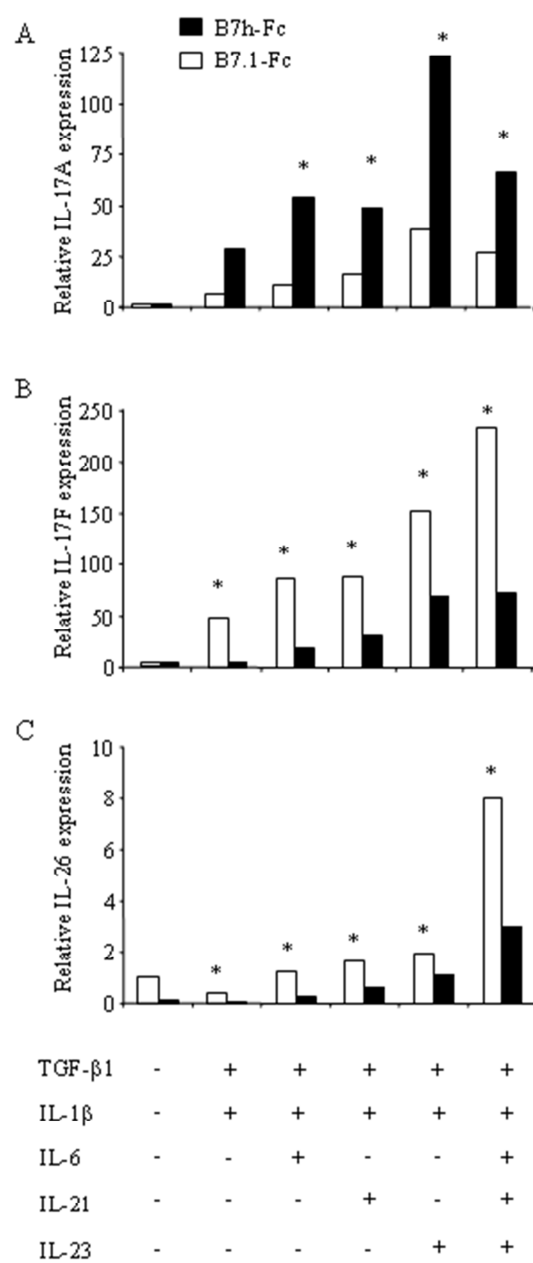 A
B7h-Fc
B7.1-Fc
Relative IL-17A expression
125
100
75
50
25
0
* * * *
B
Relative IL-17F expression
250
200
150
100
50
0
* * * * *
C
Relative IL-26 expression
10
8
6
4
2
0
* * * * *
TGF-β1 - + + + + +
IL-1β - + + + + +
IL-6 - - + - - +
IL-21 - - - + - +
IL-23 - - - - + +